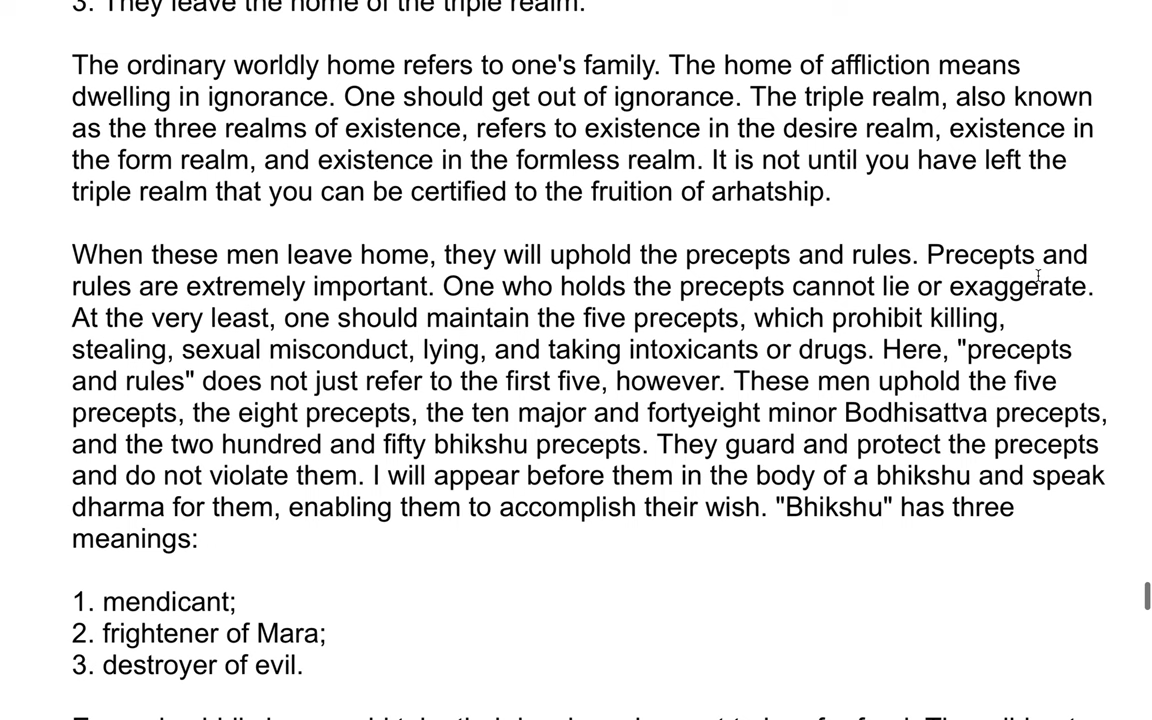 3. They leave the home of the triple realm.
The ordinary worldly home refers to one's family. The home of affliction means
dwelling in ignorance. One should get out of ignorance. The triple realm, also known
as the three realms of existence, refers to existence in the desire realm, existence in
the form realm, and existence in the formless realm. It is not until you have left the
triple realm that you can be certified to the fruition of arhatship.
When these men leave home, they will uphold the precepts and rules. Precepts and
rules are extremely important. One who holds the precepts cannot lie or exaggerate.
At the very least, one should maintain the five precepts, which prohibit killing,
stealing, sexual misconduct, lying, and taking intoxicants or drugs. Here, "precepts
and rules" does not just refer to the first five, however. These men uphold the five
precepts, the eight precepts, the ten major and fortyeight minor Bodhisattva precepts,
and the two hundred and fifty bhikshu precepts. They guard and protect the precepts
and do not violate them. I will appear before them in the body of a bhikshu and speak
dharma for them, enabling them to accomplish their wish. "Bhikshu" has three
meanings:
1. mendicant;
2. frightener of Mara;
3. destroyer of evil.